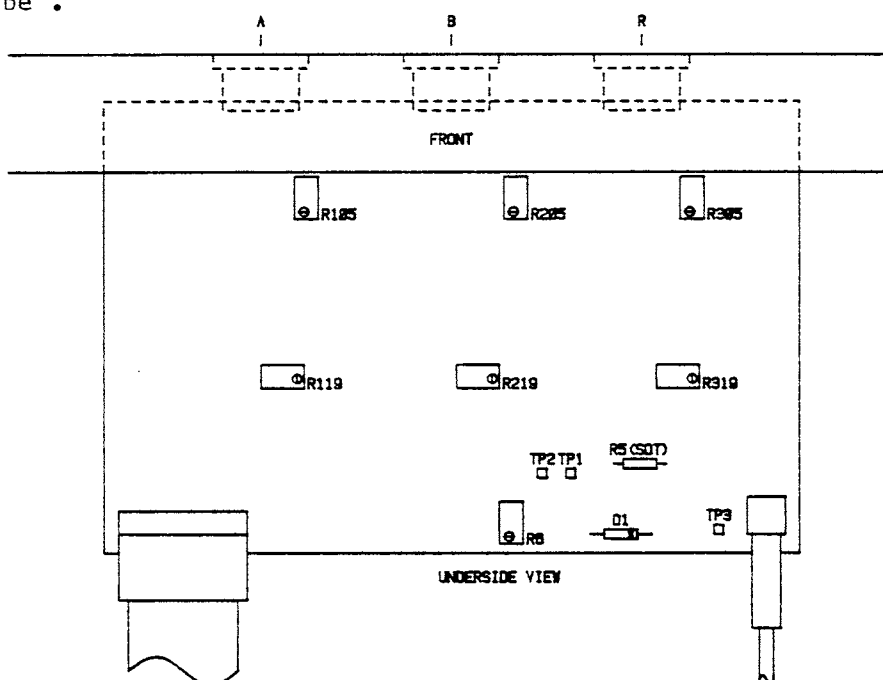 be .
A B R
FRONT
R105 R205 R305
R119 R219 R319
R5(SOT)
TP2 TP1
D1 TP3
R6
UNDERSIDE VIEW